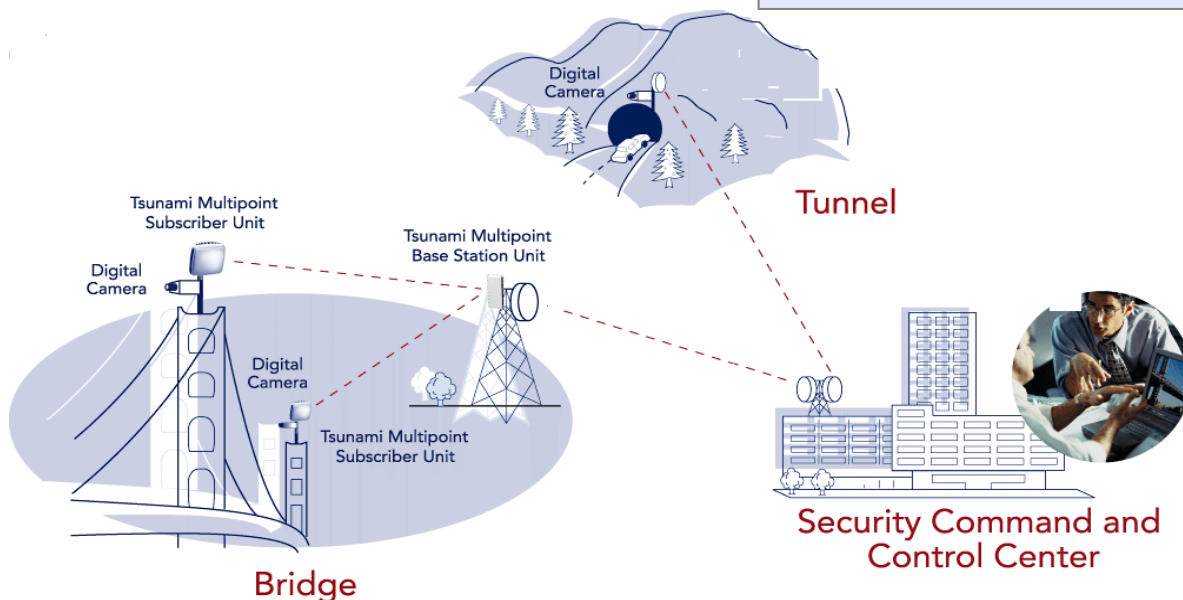 Digital
Camera
Tunnel
Tsunami Multipoint
Subscriber Unit
Tsunami Multipoint
Base Station Unit
Digital
Camera
Digital
Camera
Tsunami Multipoint
Subscriber Unit
Security Command and
Control Center
Bridge